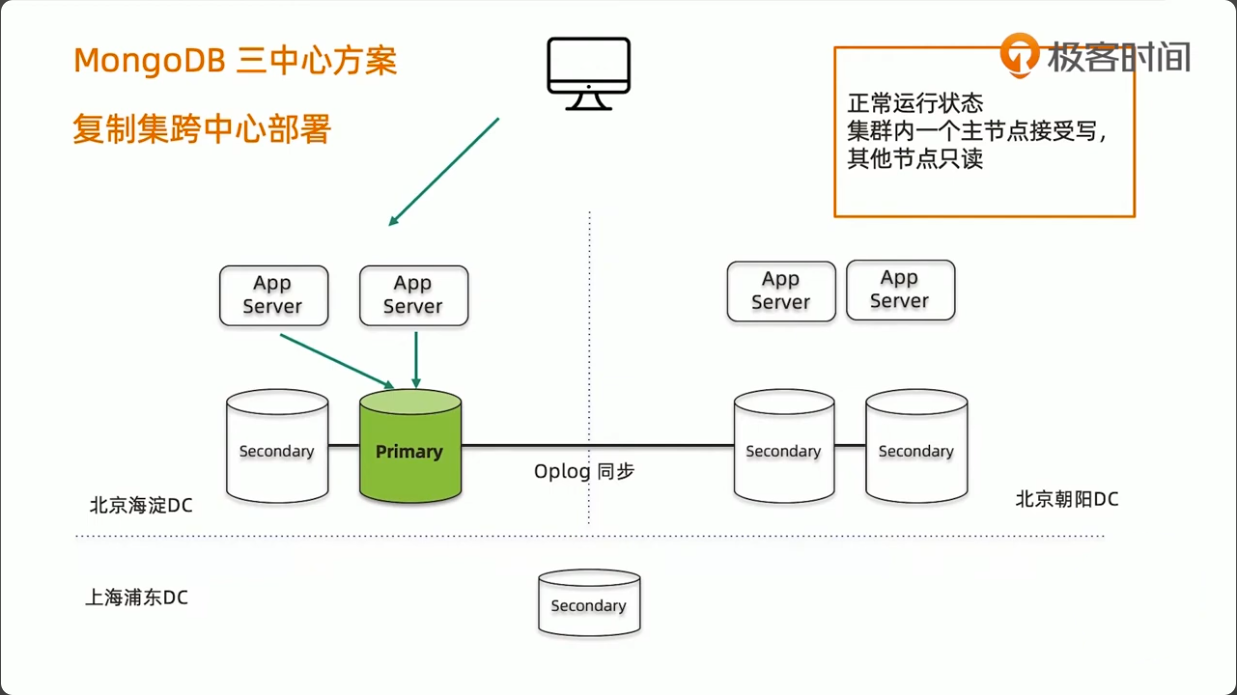 MongoDB 三中心方案
复制集跨中心部署
极客时间
正常运行状态
集群内一个主节点接受写,
其他节点只读
App
Server
App
Server
App
Server
App
Server
Secondary
Primary
Secondary
Secondary
Oplog 同步
北京海淀DC
北京朝阳DC
上海浦东DC
Secondary